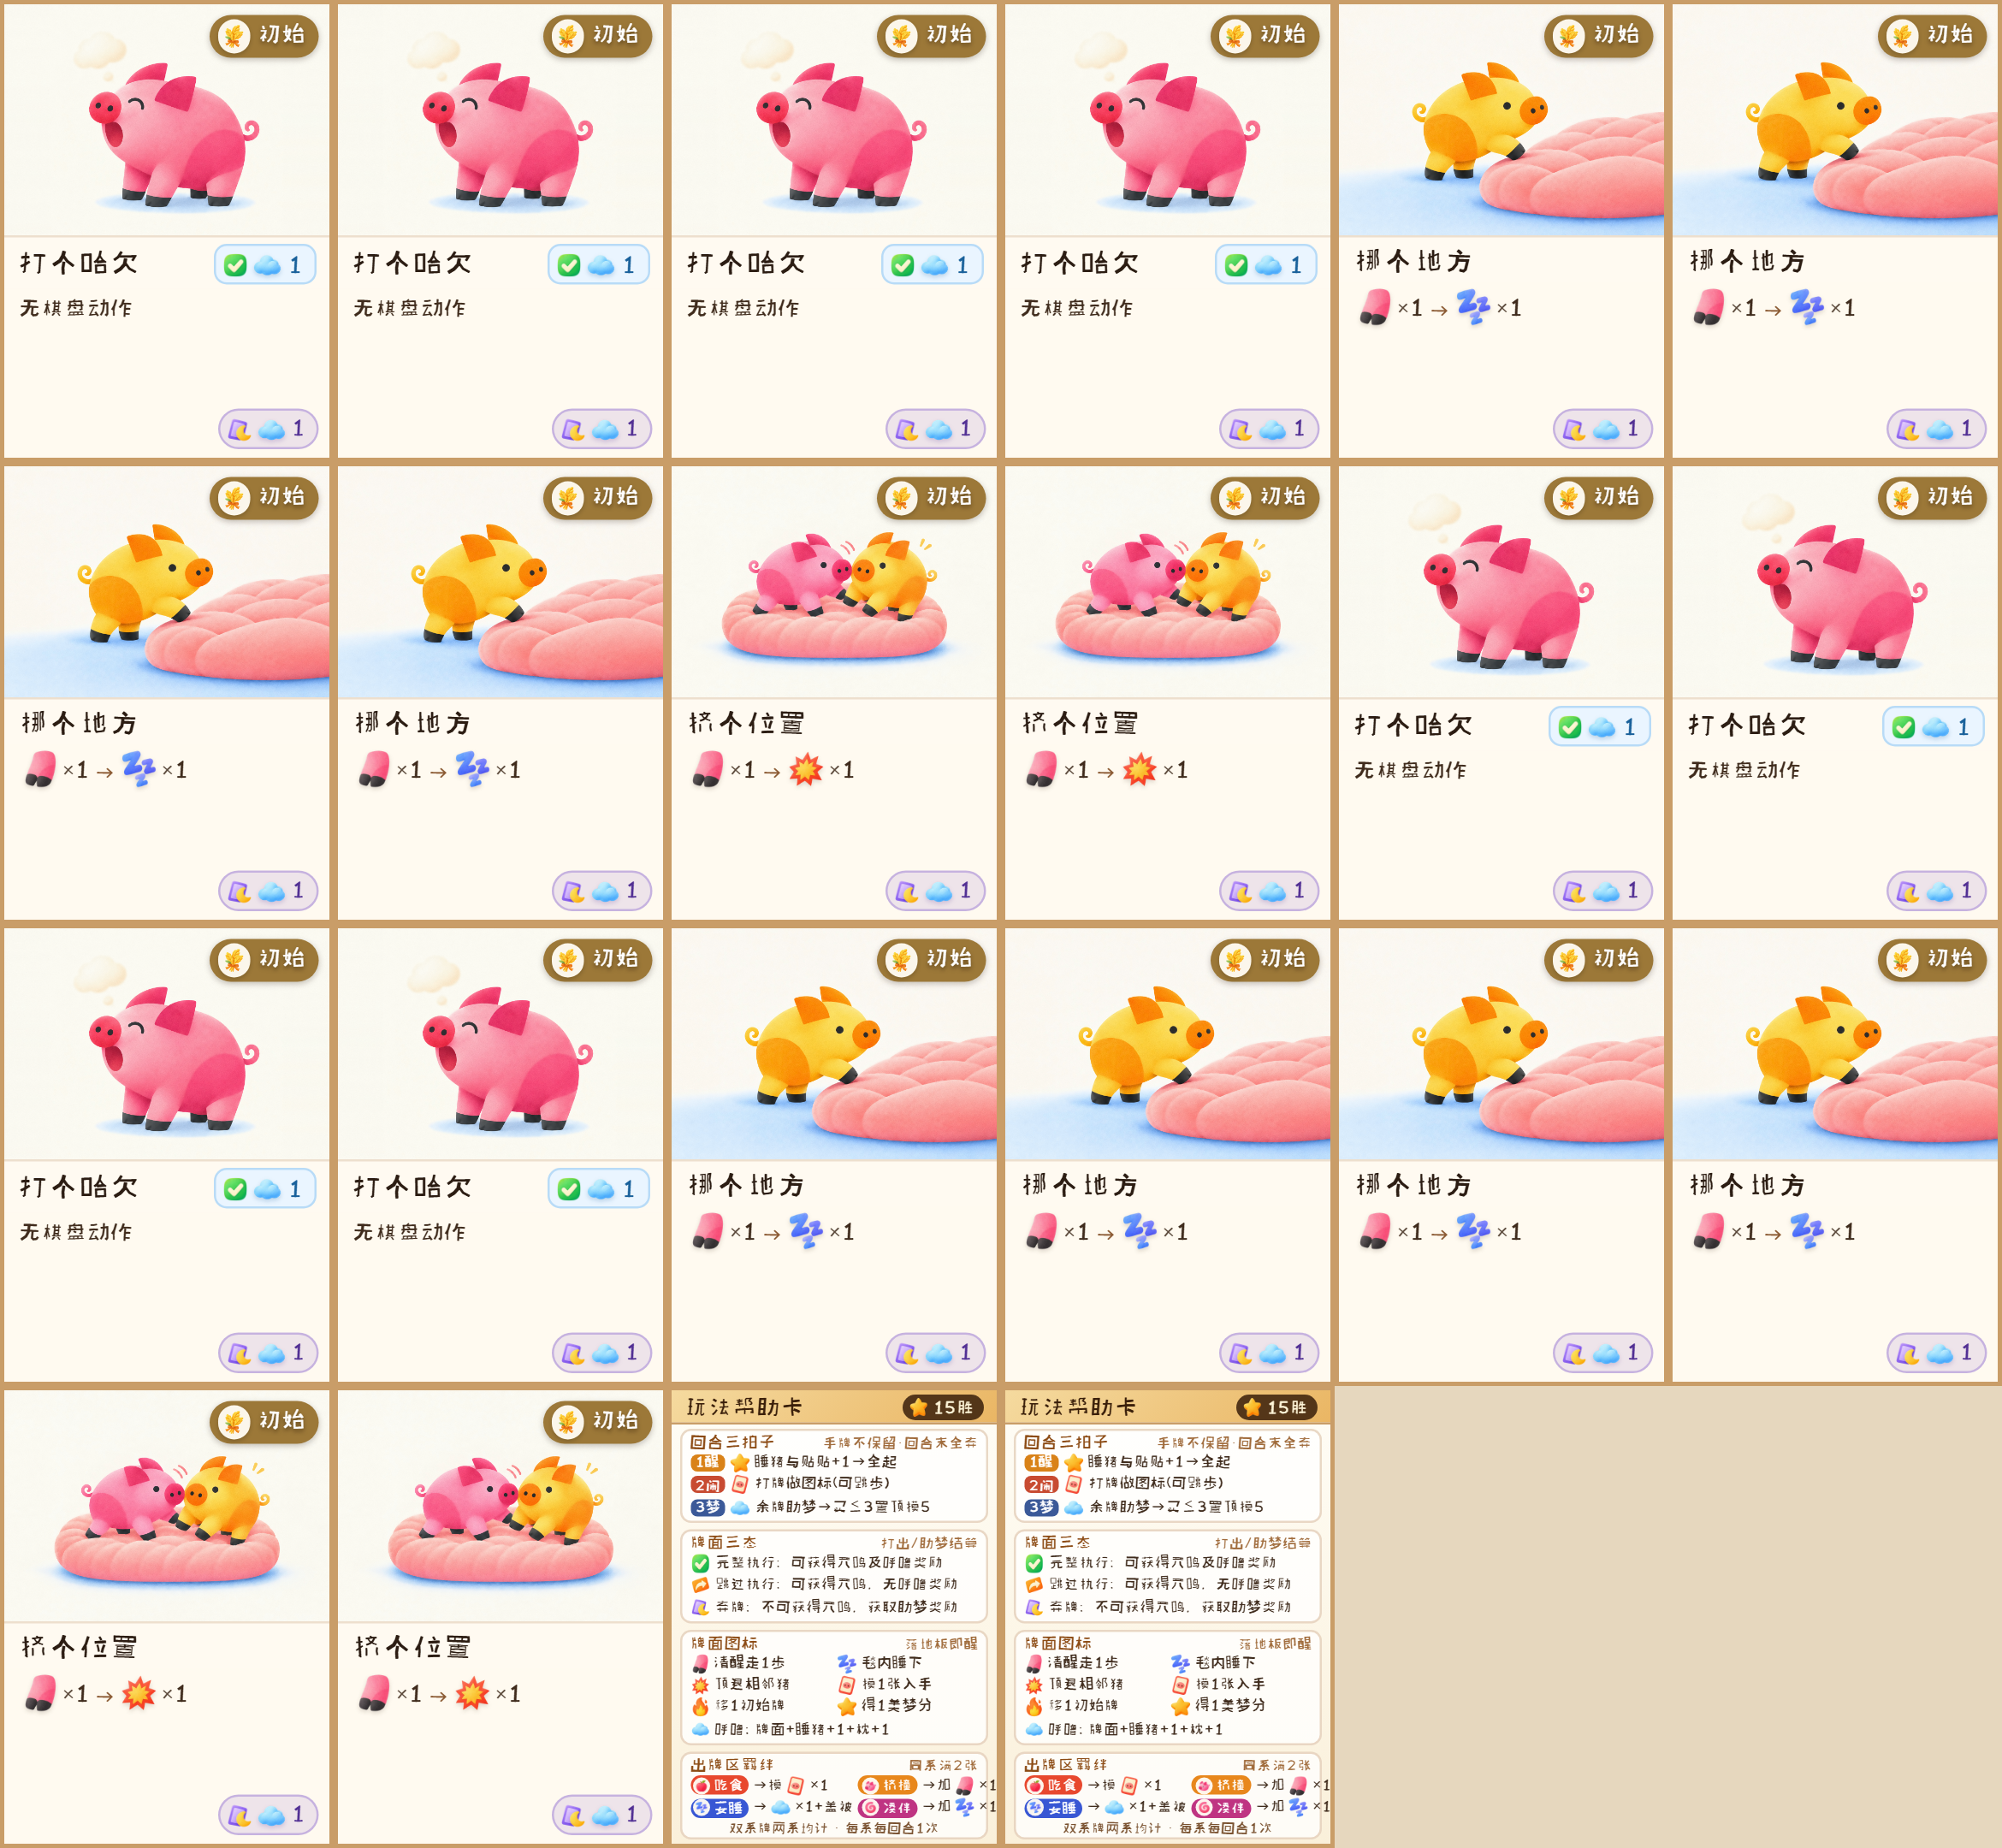 初始
打个哈欠 1
无棋盘动作
1
初始
打个哈欠 1
无棋盘动作
1
初始
打个哈欠 1
无棋盘动作
1
初始
打个哈欠 1
无棋盘动作
1
初始
挪个地方
×1 → ×1
1
初始
挪个地方
×1 → ×1
1
初始
挪个地方
×1 → ×1
1
初始
挪个地方
×1 → ×1
1
初始
挤个位置
×1 → ×1
1
初始
挤个位置
×1 → ×1
1
初始
打个哈欠 1
无棋盘动作
1
初始
打个哈欠 1
无棋盘动作
1
初始
打个哈欠 1
无棋盘动作
1
初始
打个哈欠 1
无棋盘动作
1
初始
挪个地方
×1 → ×1
1
初始
挪个地方
×1 → ×1
1
初始
挪个地方
×1 → ×1
1
初始
挪个地方
×1 → ×1
1
初始
挤个位置
×1 → ×1
1
初始
挤个位置
×1 → ×1
1
玩法帮助卡 15胜
回合三拍子 手牌不保留·回合末全弃
1醒 睡猪与贴贴+1→全起
2闹 打牌做图标(可跳步)
3梦 余牌助梦→买≤3置顶摸5
牌面三态 打出/助梦结算
完整执行: 可获得共鸣及呼噜奖励
跳过执行: 可获得共鸣, 无呼噜奖励
弃牌: 不可获得共鸣, 获取助梦奖励
牌面图标 落地板即醒
清醒走1步 毯内睡下
顶退相邻猪 摸1张入手
移1初始牌 得1美梦分
呼噜: 牌面+睡猪+1+枕+1
出牌区羁绊 同系满2张
吃食 →摸 ×1 挤撞 →加 ×1
安睡 → ×1+盖被 凑伴 →加 ×1
双系牌两系均计 · 每系每回合1次
玩法帮助卡 15胜
回合三拍子 手牌不保留·回合末全弃
1醒 睡猪与贴贴+1→全起
2闹 打牌做图标(可跳步)
3梦 余牌助梦→买≤3置顶摸5
牌面三态 打出/助梦结算
完整执行: 可获得共鸣及呼噜奖励
跳过执行: 可获得共鸣, 无呼噜奖励
弃牌: 不可获得共鸣, 获取助梦奖励
牌面图标 落地板即醒
清醒走1步 毯内睡下
顶退相邻猪 摸1张入手
移1初始牌 得1美梦分
呼噜: 牌面+睡猪+1+枕+1
出牌区羁绊 同系满2张
吃食 →摸 ×1 挤撞 →加 ×1
安睡 → ×1+盖被 凑伴 →加 ×1
双系牌两系均计 · 每系每回合1次